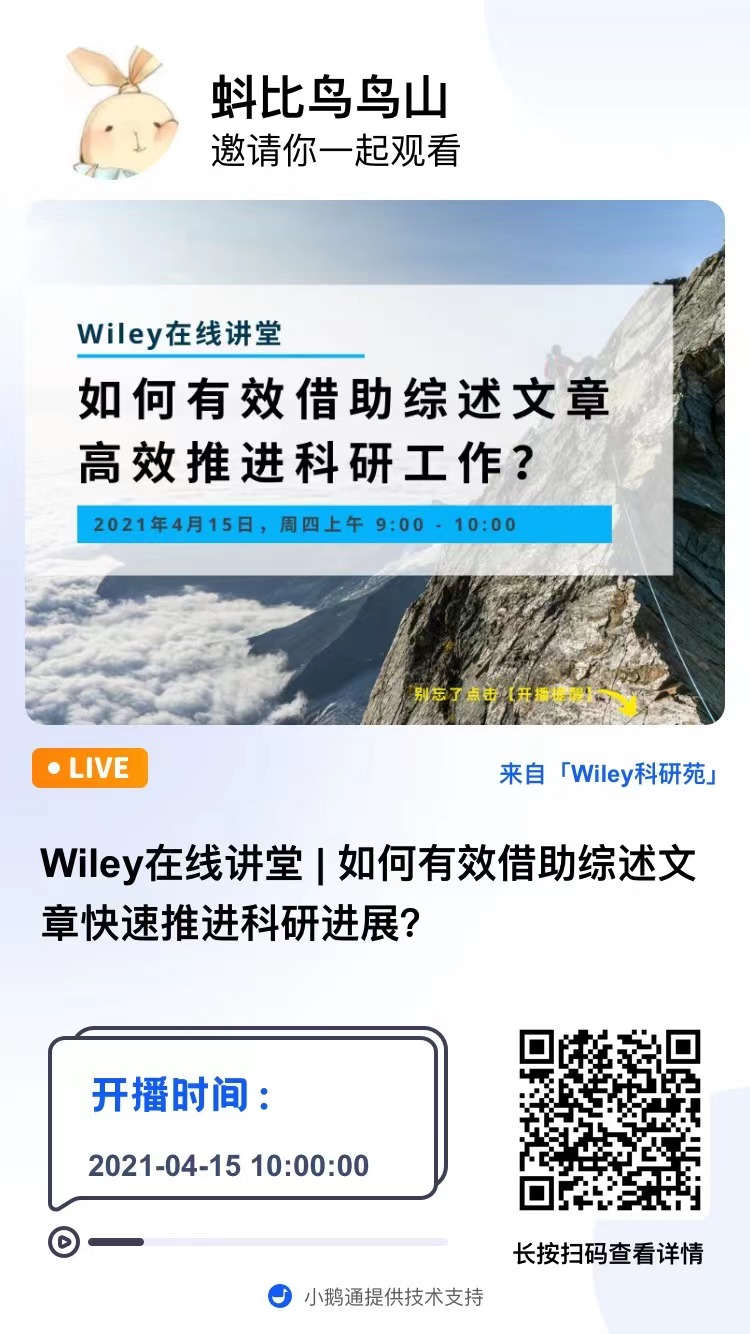 蚪比鸟鸟山
邀请你一起观看
Wiley在线讲堂
如何有效借助综述文章
高效推进科研工作？
2021年4月15日，周四上午 9:00 - 10:00
别忘了点击【开播提醒】
LIVE
来自「Wiley科研苑」
Wiley在线讲堂 | 如何有效借助综述文
章快速推进科研进展？
开播时间：
2021-04-15 10:00:00
长按扫码查看详情
小鹅通提供技术支持